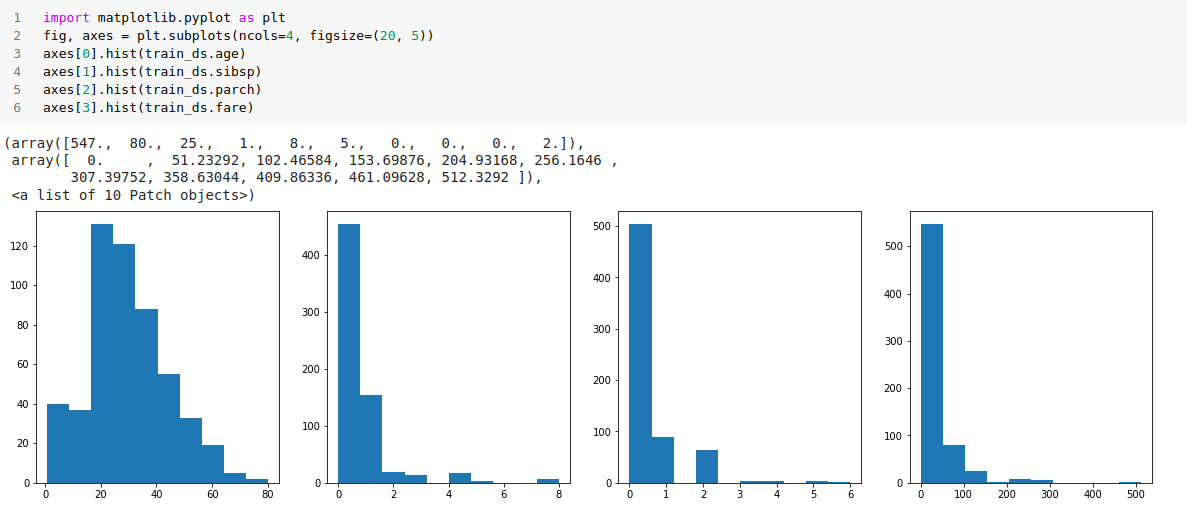 1 import matplotlib.pyplot as plt
2 fig, axes = plt.subplots(ncols=4, figsize=(20, 5))
3 axes[0].hist(train_ds.age)
4 axes[1].hist(train_ds.sibsp)
5 axes[2].hist(train_ds.parch)
6 axes[3].hist(train_ds.fare)
(array([547., 80., 25., 1., 8., 5., 0., 0., 0., 2.]),
array([ 0. , 51.23292, 102.46584, 153.69876, 204.93168, 256.1646 ,
307.39752, 358.63044, 409.86336, 461.09628, 512.3292 ]),
<a list of 10 Patch objects>)
120
100
80
60
40
20
0
0 20 40 60 80
400
300
200
100
0
0 2 4 6 8
500
400
300
200
100
0
0 1 2 3 4 5 6
500
400
300
200
100
0
0 100 200 300 400 500